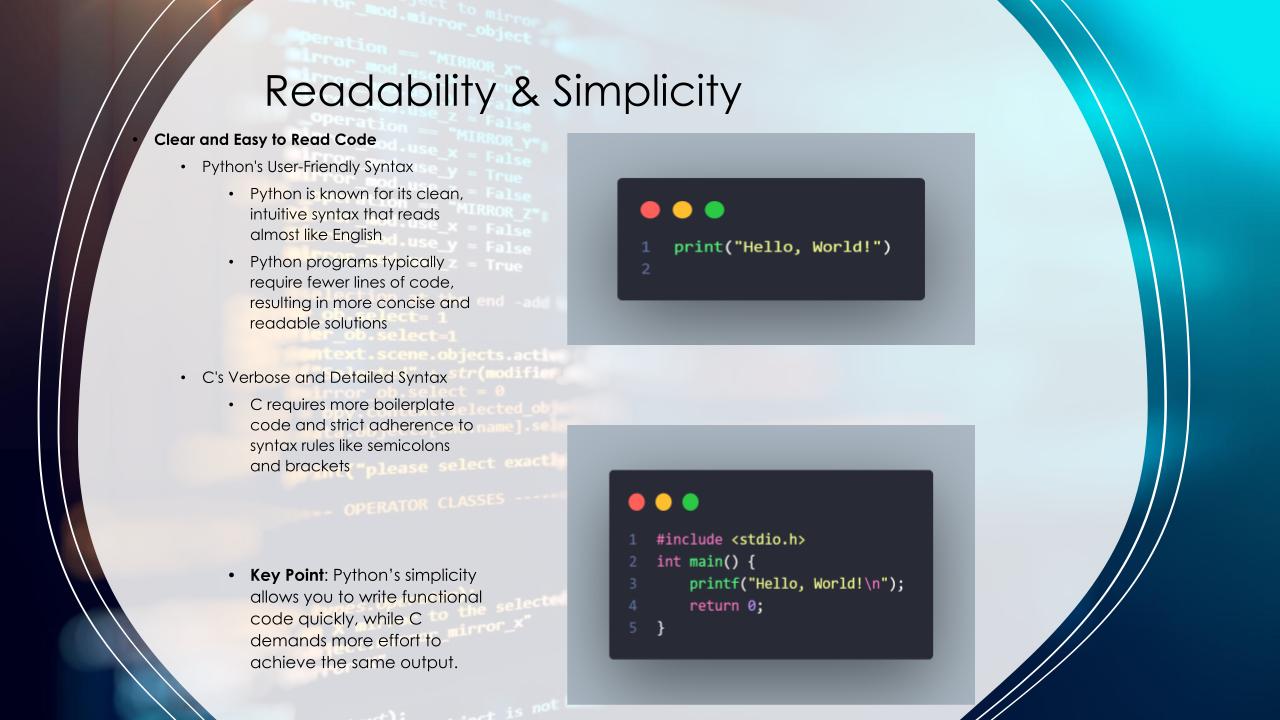 Readability & Simplicity
• Clear and Easy to Read Code
• Python's User-Friendly Syntax
• Python is known for its clean,
intuitive syntax that reads
almost like English
• Python programs typically
require fewer lines of code,
resulting in more concise and
readable solutions
• C's Verbose and Detailed Syntax
• C requires more boilerplate
code and strict adherence to
syntax rules like semicolons
and brackets
• Key Point: Python’s simplicity
allows you to write functional
code quickly, while C
demands more effort to
achieve the same output.
1 print("Hello, World!")
2
1 #include <stdio.h>
2 int main() {
3 printf("Hello, World!\n");
4 return 0;
5 }